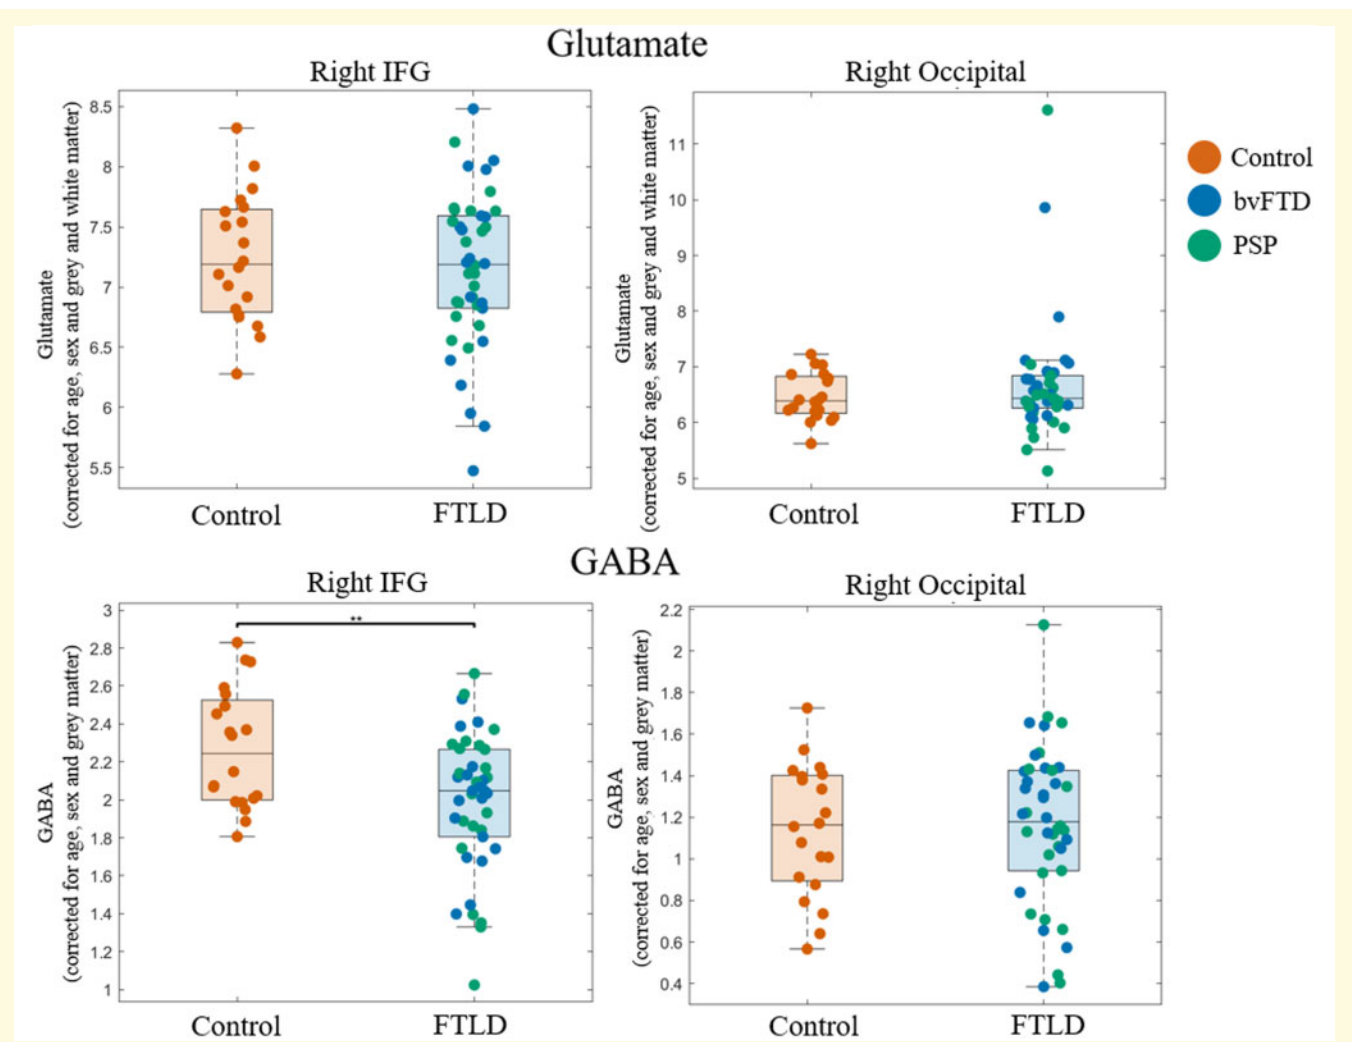 Glutamate
Right IFG
Right Occipital
Glutamate
(corrected for age, sex and grey and white matter)
8.5
8
7.5
7
6.5
6
5.5
Control
FTLD
Glutamate
(corrected for age, sex and grey and white matter)
11
10
9
8
7
6
5
Control
FTLD
Control
bvFTD
PSP
GABA
Right IFG
Right Occipital
GABA
(corrected for age, sex and grey matter)
3
2.8
2.6
2.4
2.2
2
1.8
1.6
1.4
1.2
1
**
Control
FTLD
GABA
(corrected for age, sex and grey matter)
2.2
2
1.8
1.6
1.4
1.2
1
0.8
0.6
0.4
Control
FTLD